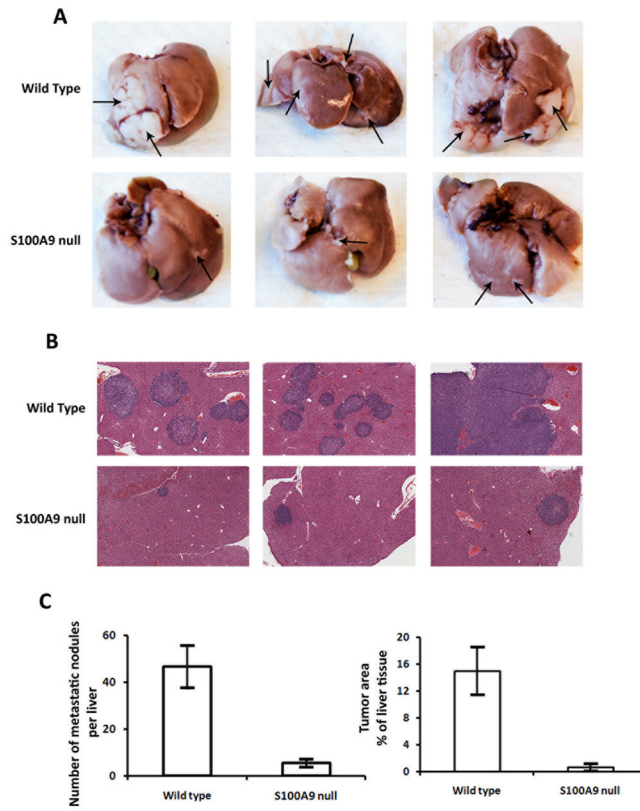 A
Wild Type
S100A9 null
B
Wild Type
S100A9 null
C
Number of metastatic nodules
per liver
60
40
20
0
Wild type
S100A9 null
Tumor area
% of liver tissue
20
16
12
8
4
0
Wild type
S100A9 null